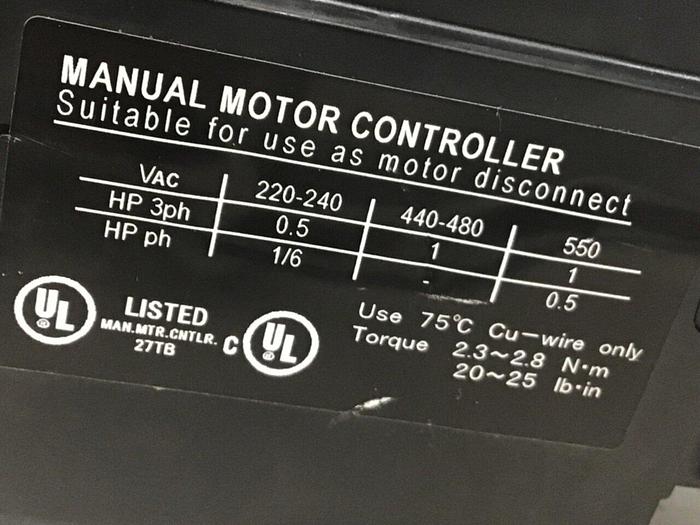 MANUAL MOTOR CONTROLLER
Suitable for use as motor disconnect
VAC 220-240 440-480 550
HP 3ph 0.5 1 1
HP ph 1/6 - 0.5
UL LISTED C UL
MAN.MTR.CNTLR.
27TB
Use 75°C Cu-wire only
Torque 2.3~2.8 N·m
20~25 lb·in